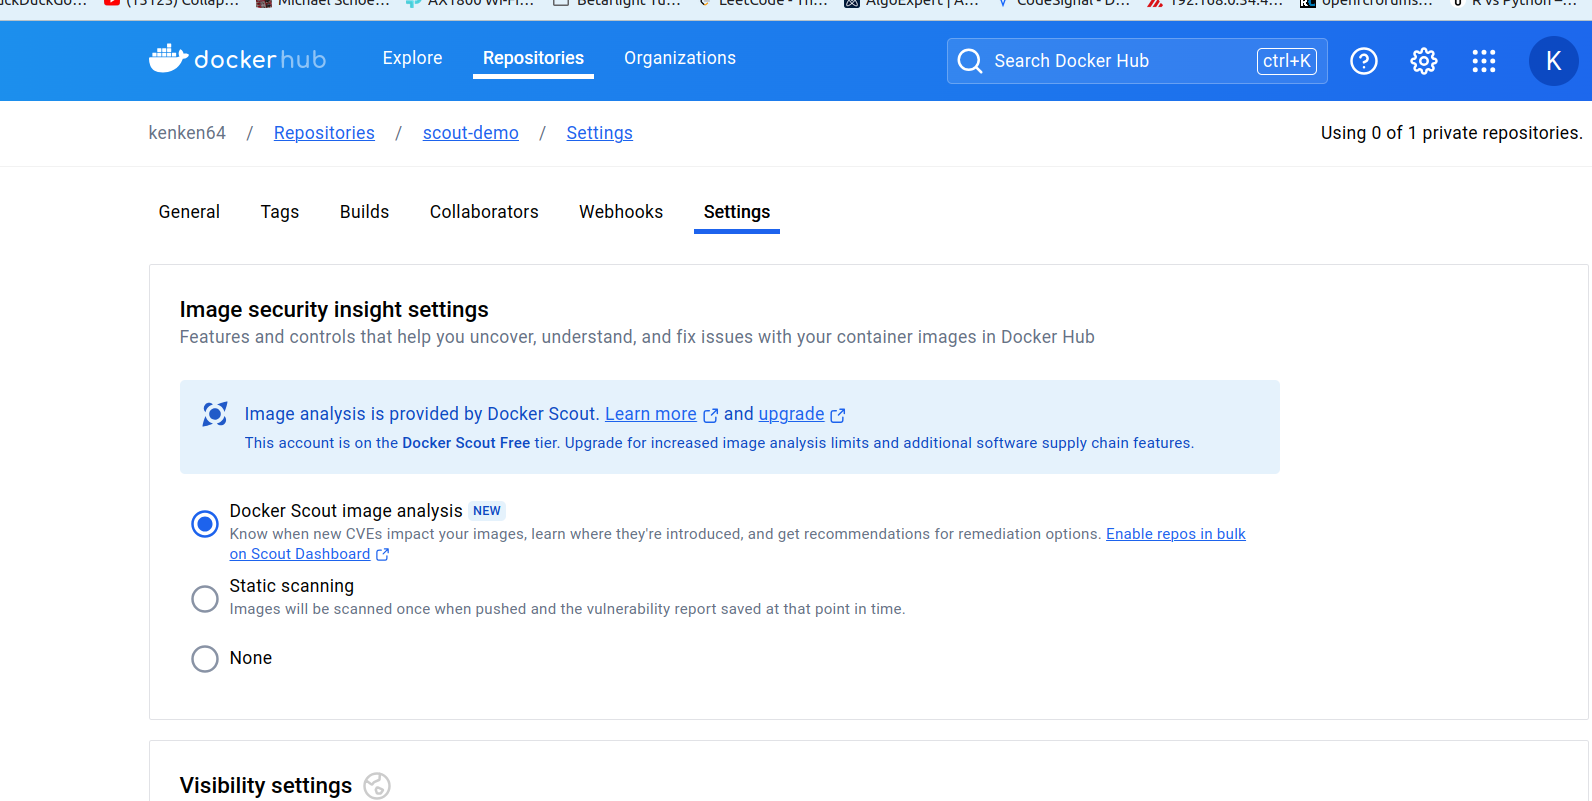 (15123) Collap...
Michael Schoe...
AX1800 Wi-Fi...
Betaflight Tu...
LeetCode - Th...
AlgoExpert | A...
CodeSignal - D...
192.168.0.54:4...
openrcforums...
R vs Python –...
dockerhub
Explore
Repositories
Organizations
Search Docker Hub
ctrl+K
?
K
kenken64 / Repositories / scout-demo / Settings
Using 0 of 1 private repositories.
General
Tags
Builds
Collaborators
Webhooks
Settings
Image security insight settings
Features and controls that help you uncover, understand, and fix issues with your container images in Docker Hub
Image analysis is provided by Docker Scout. Learn more and upgrade
This account is on the Docker Scout Free tier. Upgrade for increased image analysis limits and additional software supply chain features.
Docker Scout image analysis NEW
Know when new CVEs impact your images, learn where they're introduced, and get recommendations for remediation options. Enable repos in bulk
on Scout Dashboard
Static scanning
Images will be scanned once when pushed and the vulnerability report saved at that point in time.
None
Visibility settings